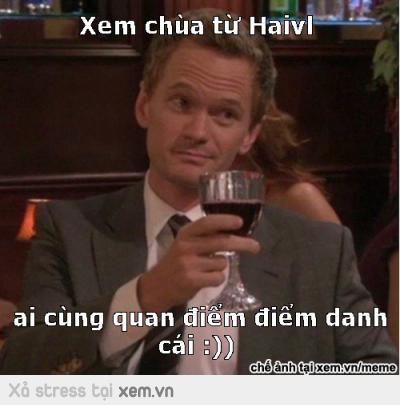 Xem chùa từ Haivl
ai cùng quan điểm điểm danh
cái :))
chế ảnh tại xem.vn/meme
Xả stress tại xem.vn